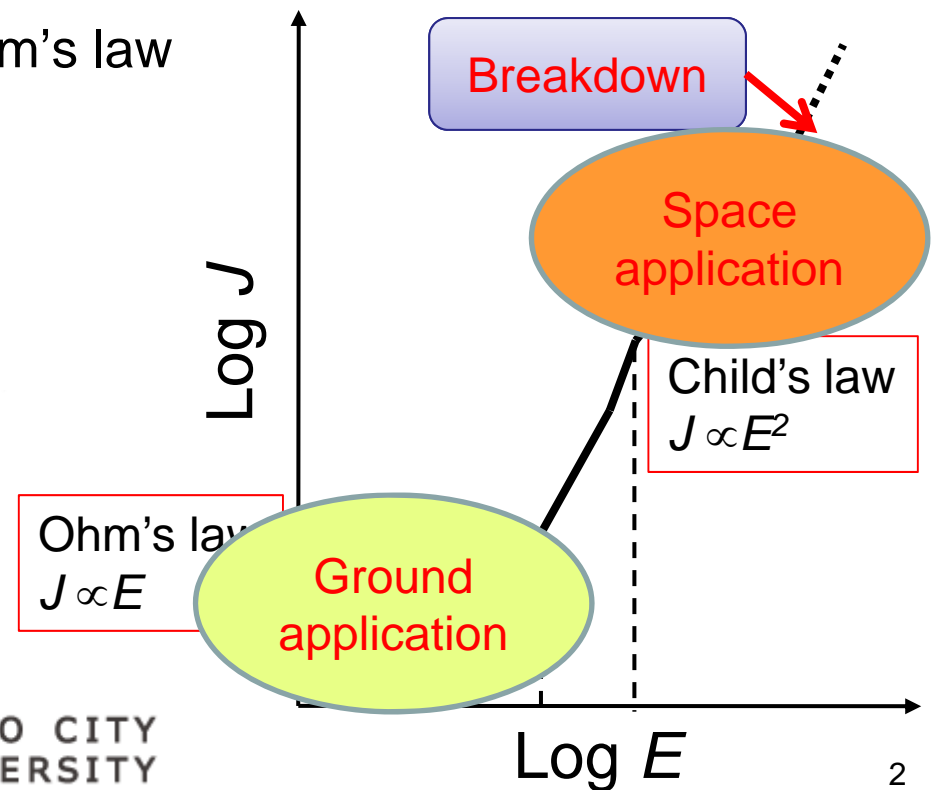 m's law
Breakdown
Space
application
Log J
Child's law
J ∝E²
Ohm's law
J ∝E
Ground
application
O CITY
ERSITY
Log E
2